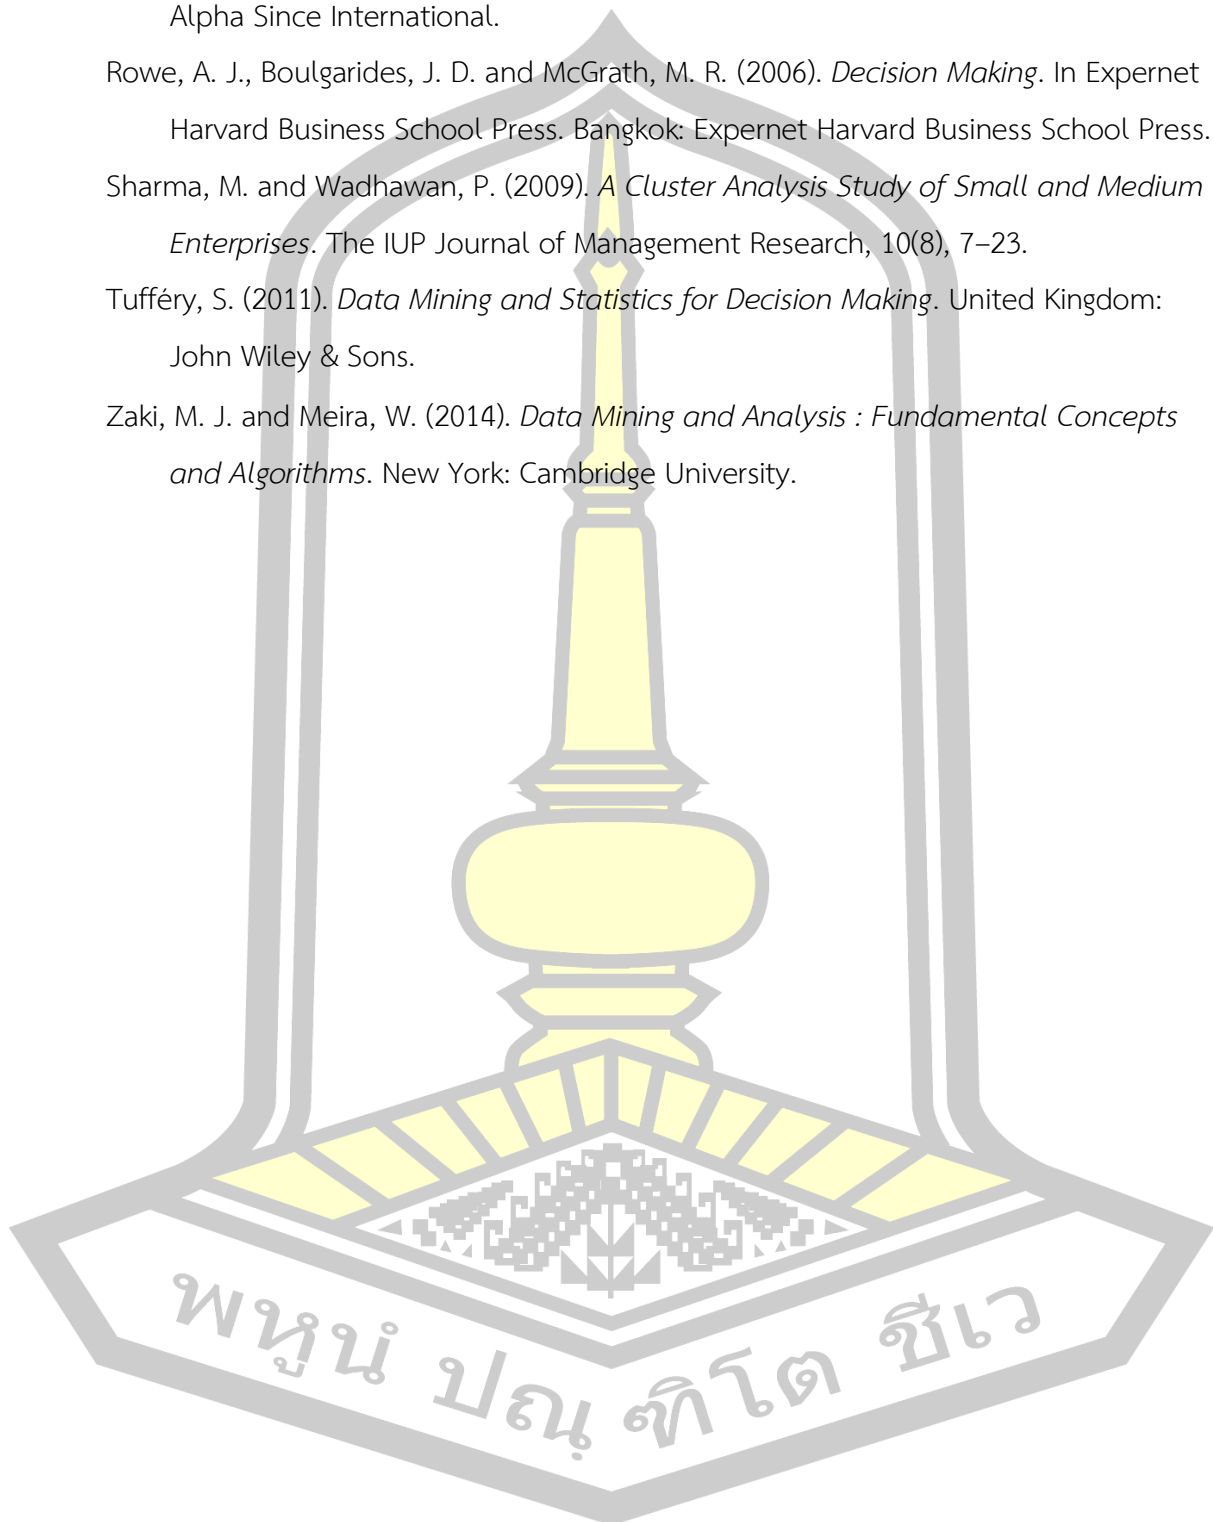 Alpha Since International.
Rowe, A. J., Boulgarides, J. D. and McGrath, M. R. (2006). Decision Making. In Expernet
Harvard Business School Press. Bangkok: Expernet Harvard Business School Press.
Sharma, M. and Wadhawan, P. (2009). A Cluster Analysis Study of Small and Medium
Enterprises. The IUP Journal of Management Research, 10(8), 7–23.
Tufféry, S. (2011). Data Mining and Statistics for Decision Making. United Kingdom:
John Wiley & Sons.
Zaki, M. J. and Meira, W. (2014). Data Mining and Analysis : Fundamental Concepts
and Algorithms. New York: Cambridge University.
พหูนํ ปณฺ ฑิโต ชีเว